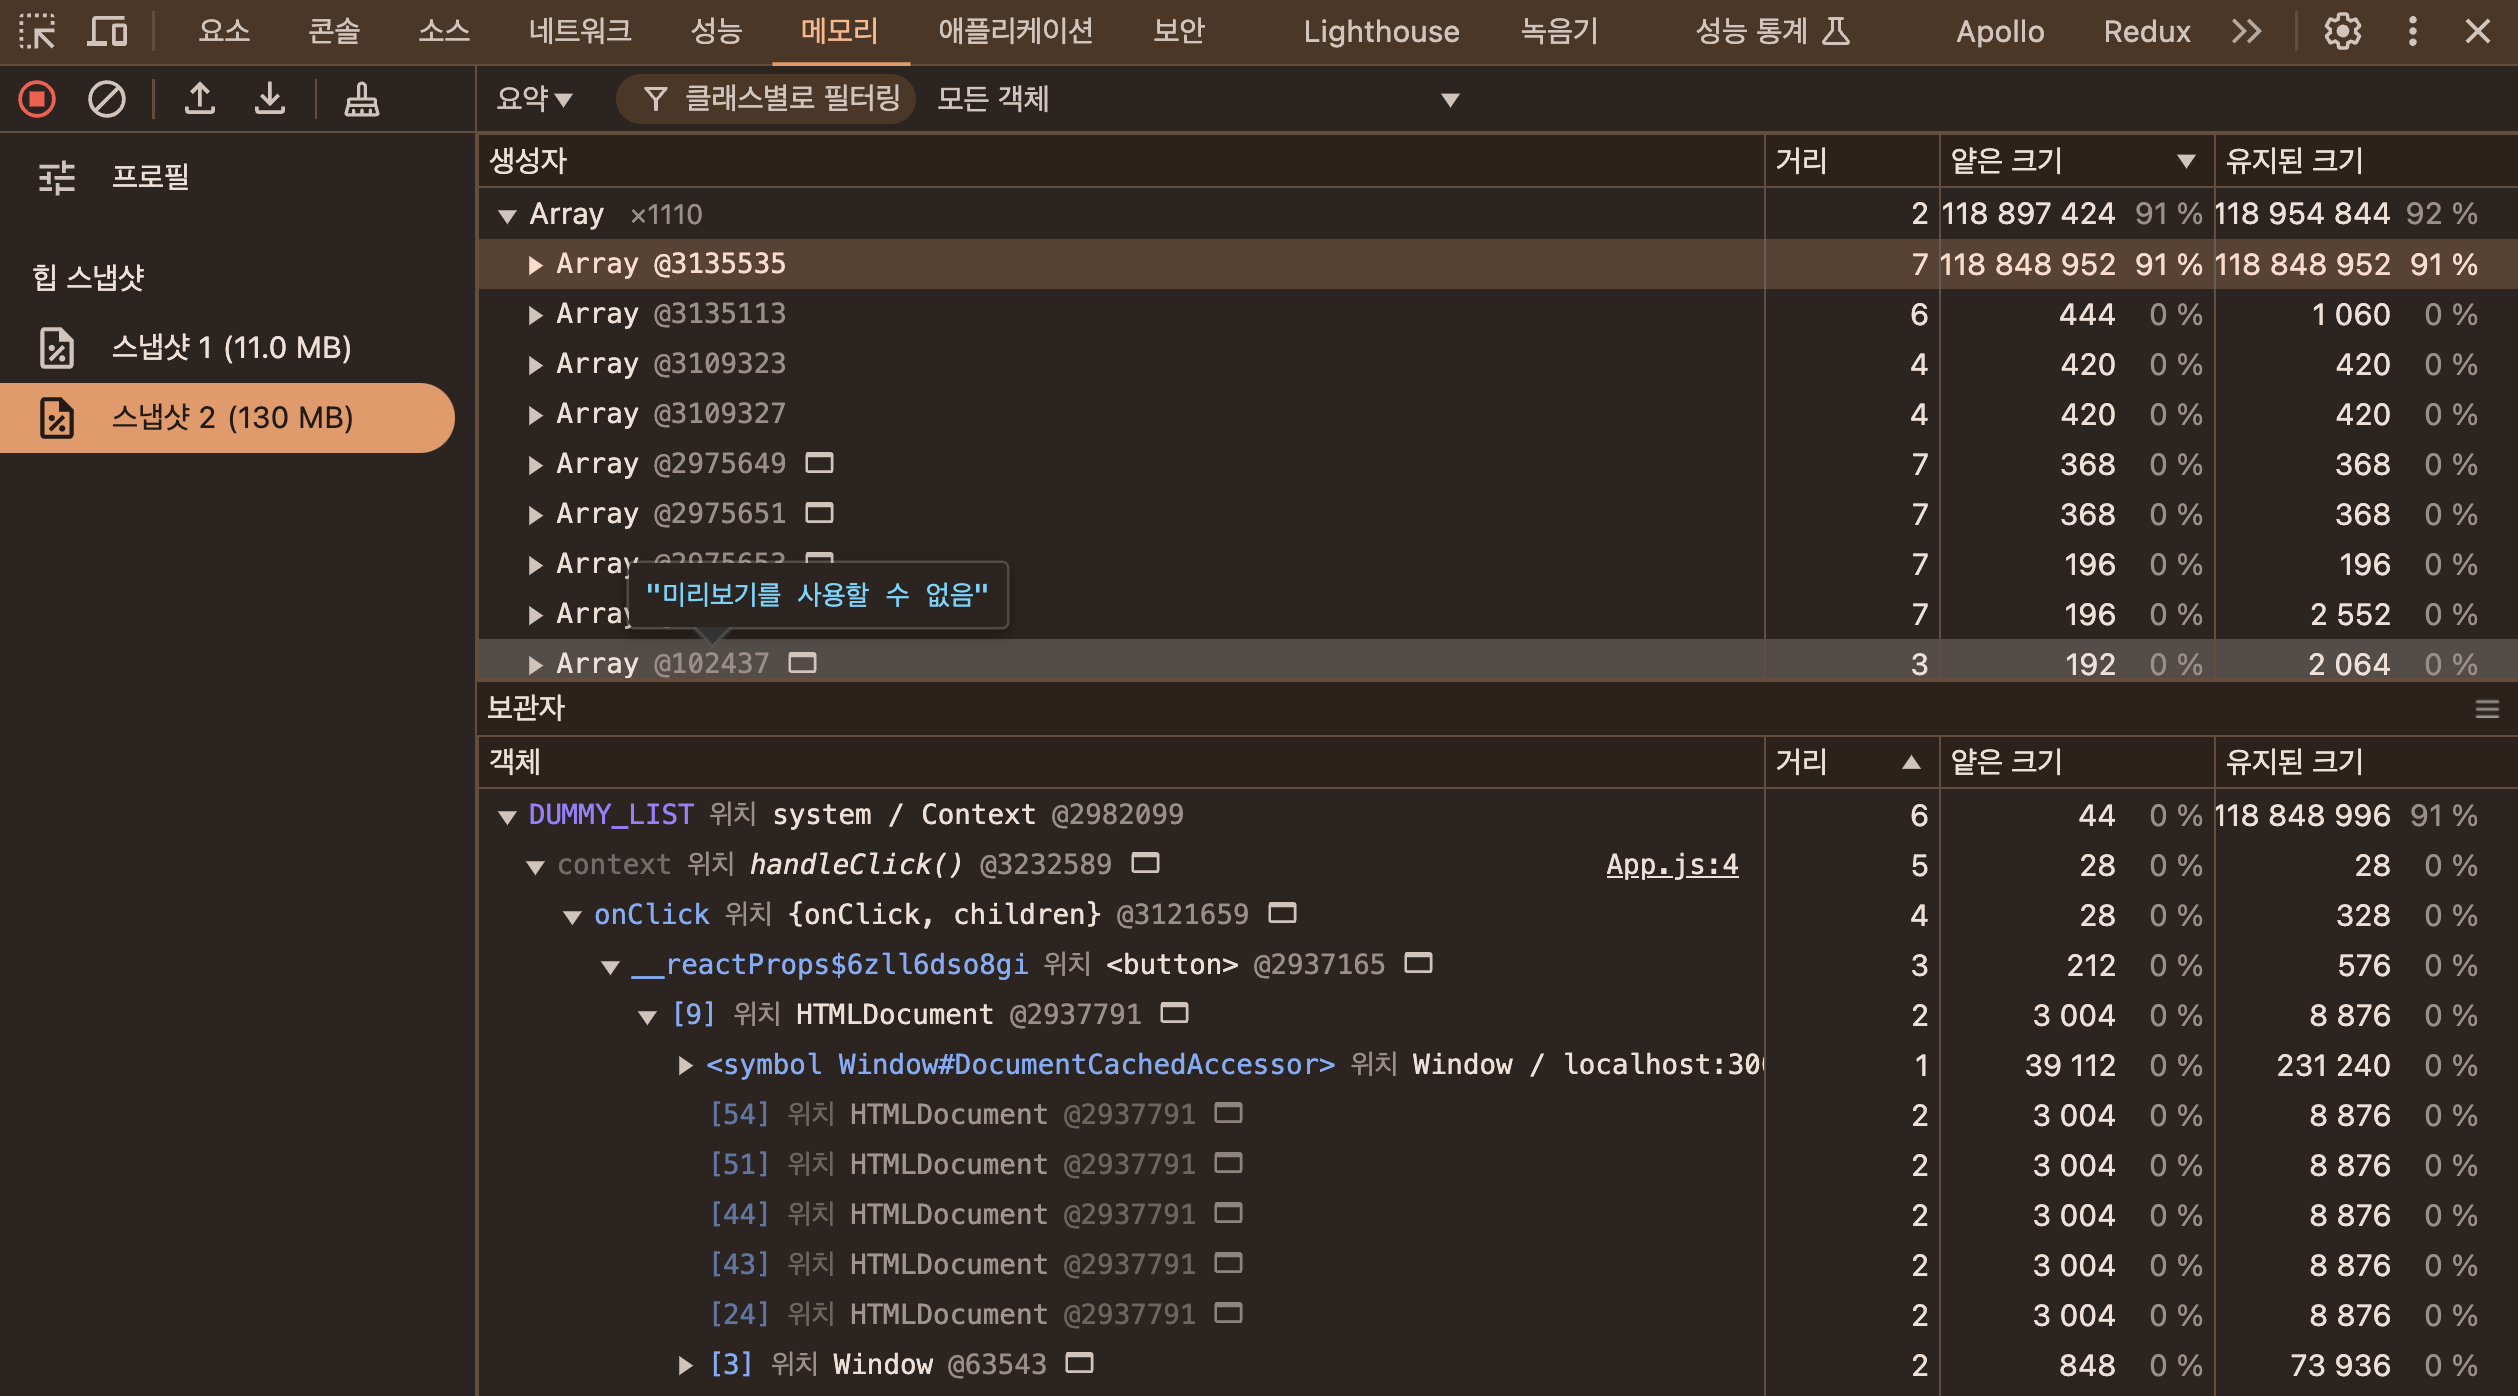 요소 콘솔 소스 네트워크 성능 메모리 애플리케이션 보안 Lighthouse 녹음기 성능 통계 Apollo Redux
요약 클래스별로 필터링 모든 객체
프로필
힙 스냅샷
스냅샷 1 (11.0 MB)
스냅샷 2 (130 MB)
생성자 거리 얕은 크기 유지된 크기
Array ×1110 2 118 897 424 91 % 118 954 844 92 %
Array @3135535 7 118 848 952 91 % 118 848 952 91 %
Array @3135113 6 444 0 % 1 060 0 %
Array @3109323 4 420 0 % 420 0 %
Array @3109327 4 420 0 % 420 0 %
Array @2975649 7 368 0 % 368 0 %
Array @2975651 7 368 0 % 368 0 %
Array @2975653 7 196 0 % 196 0 %
"미리보기를 사용할 수 없음"
Array 7 196 0 % 2 552 0 %
Array @102437 3 192 0 % 2 064 0 %
보관자
객체 거리 얕은 크기 유지된 크기
DUMMY_LIST 위치 system / Context @2982099 6 44 0 % 118 848 996 91 %
context 위치 handleClick() @3232589 App.js:4 5 28 0 % 28 0 %
onClick 위치 {onClick, children} @3121659 4 28 0 % 328 0 %
__reactProps$6zll6dso8gi 위치 <button> @2937165 3 212 0 % 576 0 %
[9] 위치 HTMLDocument @2937791 2 3 004 0 % 8 876 0 %
<symbol Window#DocumentCachedAccessor> 위치 Window / localhost:300 1 39 112 0 % 231 240 0 %
[54] 위치 HTMLDocument @2937791 2 3 004 0 % 8 876 0 %
[51] 위치 HTMLDocument @2937791 2 3 004 0 % 8 876 0 %
[44] 위치 HTMLDocument @2937791 2 3 004 0 % 8 876 0 %
[43] 위치 HTMLDocument @2937791 2 3 004 0 % 8 876 0 %
[24] 위치 HTMLDocument @2937791 2 3 004 0 % 8 876 0 %
[3] 위치 Window @63543 2 848 0 % 73 936 0 %